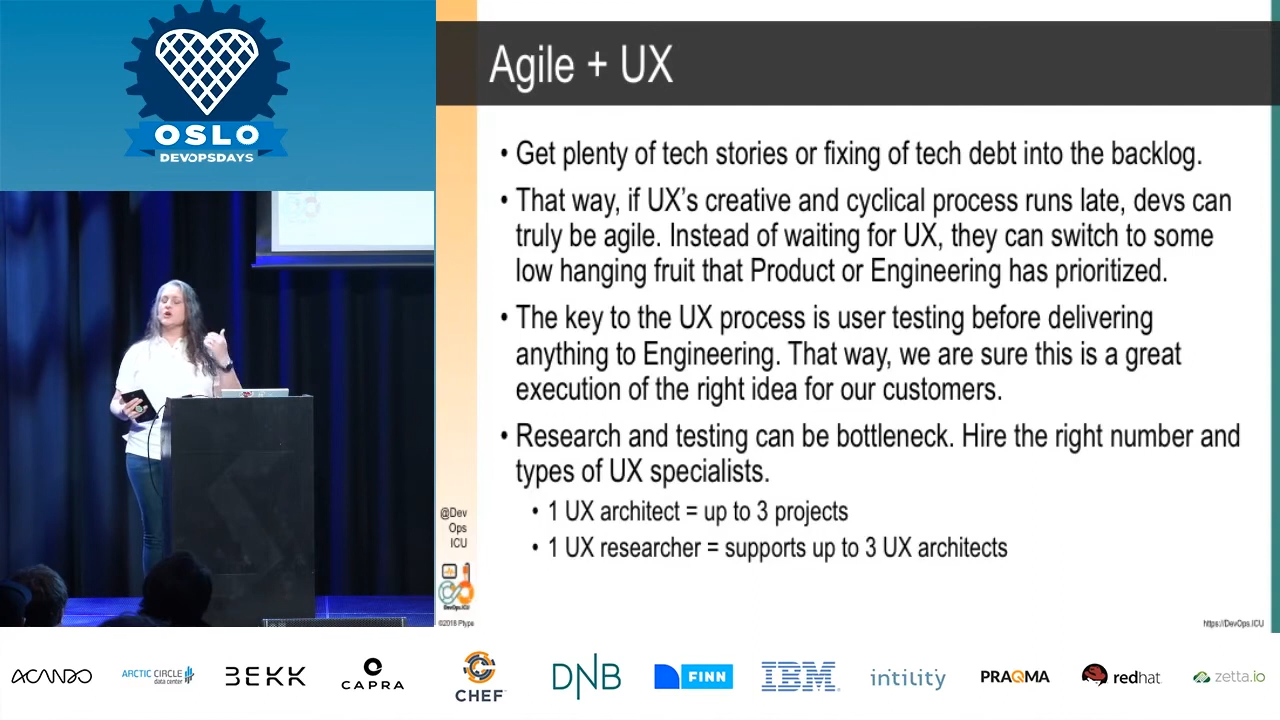 OSLO
DEVOPSDAYS
Agile + UX
• Get plenty of tech stories or fixing of tech debt into the backlog.
• That way, if UX's creative and cyclical process runs late, devs can
truly be agile. Instead of waiting for UX, they can switch to some
low hanging fruit that Product or Engineering has prioritized.
• The key to the UX process is user testing before delivering
anything to Engineering. That way, we are sure this is a great
execution of the right idea for our customers.
• Research and testing can be bottleneck. Hire the right number and
types of UX specialists.
• 1 UX architect = up to 3 projects
• 1 UX researcher = supports up to 3 UX architects
@Dev
Ops
ICU
DevOps.ICU
©2018 Ptype
https://DevOps.ICU
ACANDO
ARCTIC CIRCLE
data center
BEKK
CAPRA
CHEF
DNB
FINN
IBM
intility
PRAQMA
redhat
zetta.io